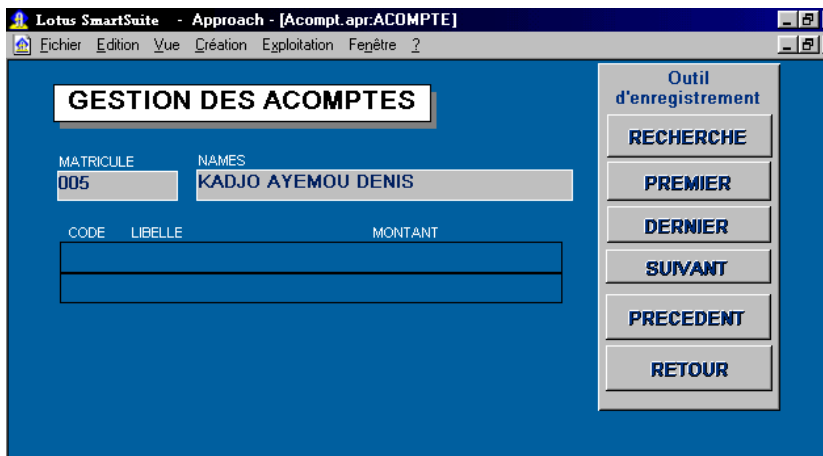 Lotus SmartSuite - Approach - [Acompt.apr:ACOMPTE]
Fichier Edition Vue Création Exploitation Fenêtre ?
GESTION DES ACOMPTES
MATRICULE NAMES
005 KADJO AYEMOU DENIS
CODE LIBELLE MONTANT
Outil
d'enregistrement
RECHERCHE
PREMIER
DERNIER
SUIVANT
PRECEDENT
RETOUR